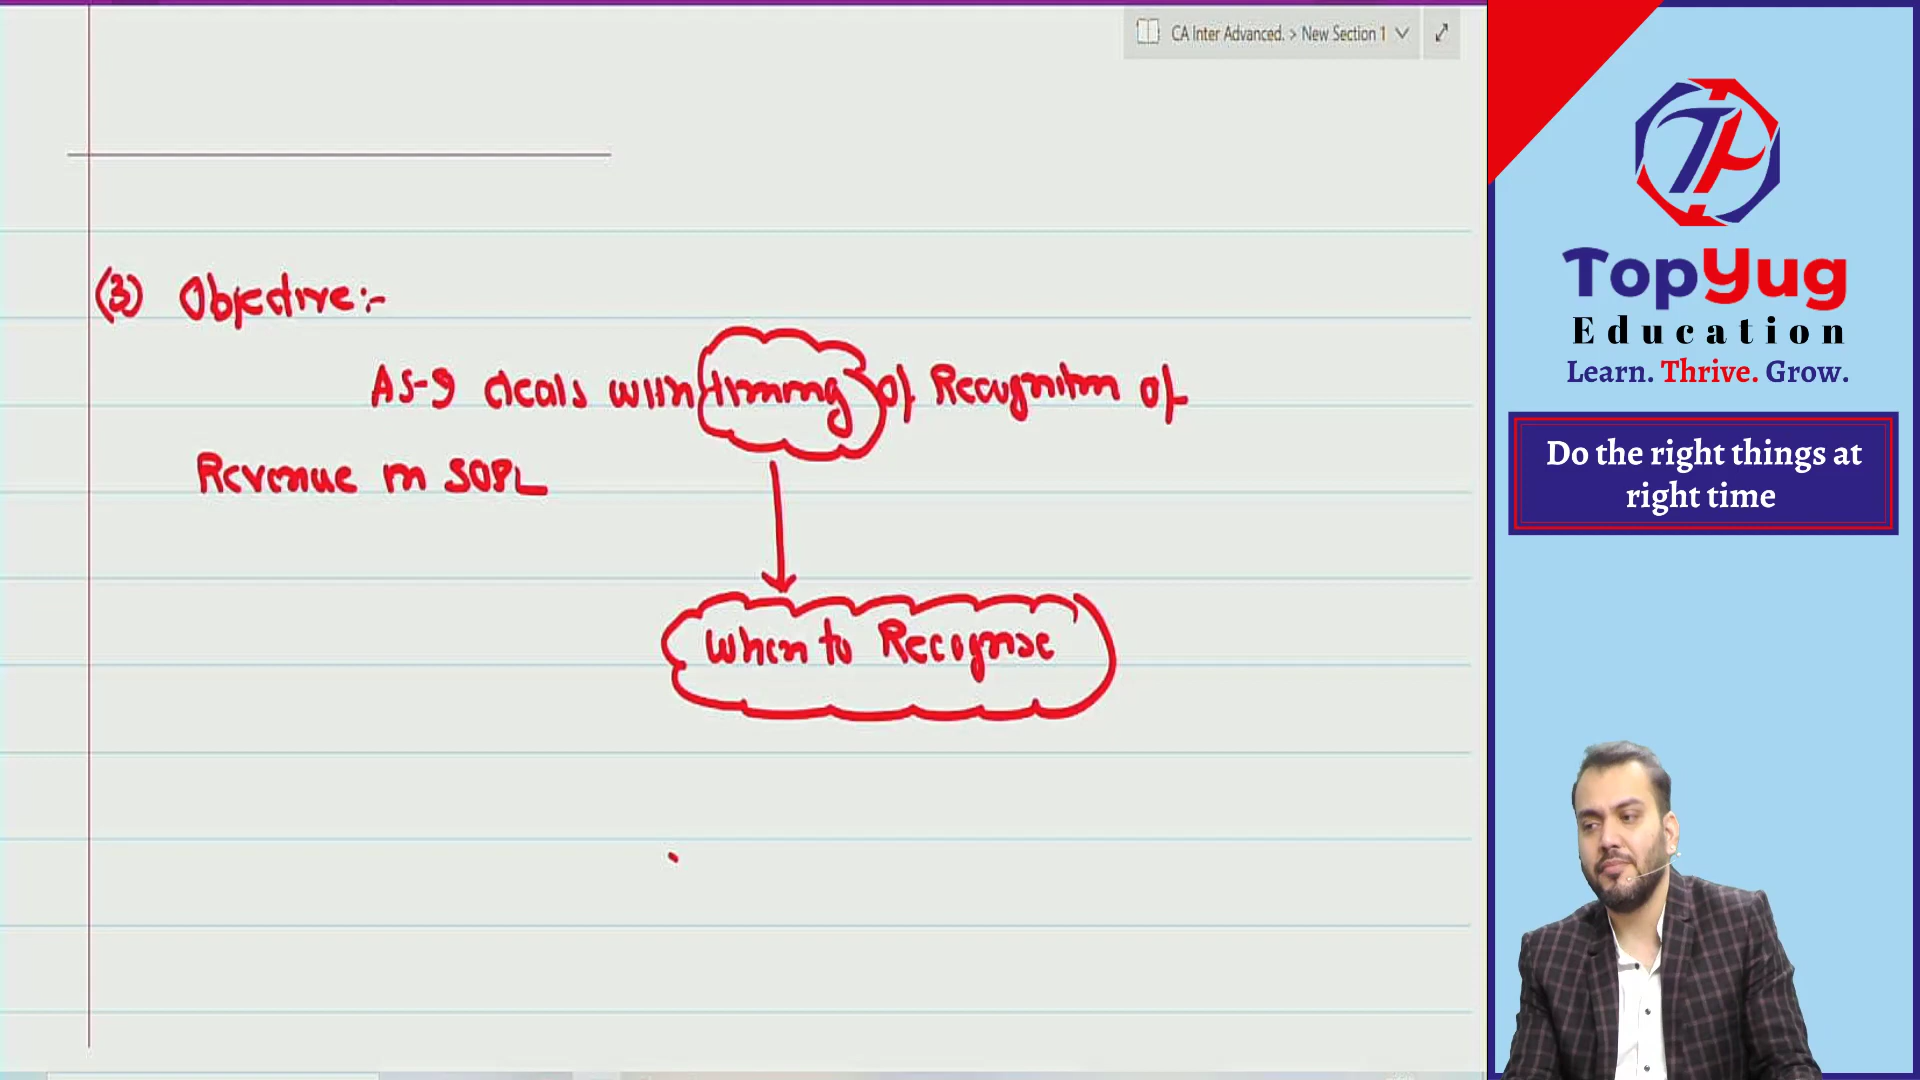 CA Inter Advanced. > New Section 1
(3) Objective:-
AS-9 deals with timing of Recognition of
Revenue in SOPL
When to Recognise
TopYug
Education
Learn. Thrive. Grow.
Do the right things at
right time